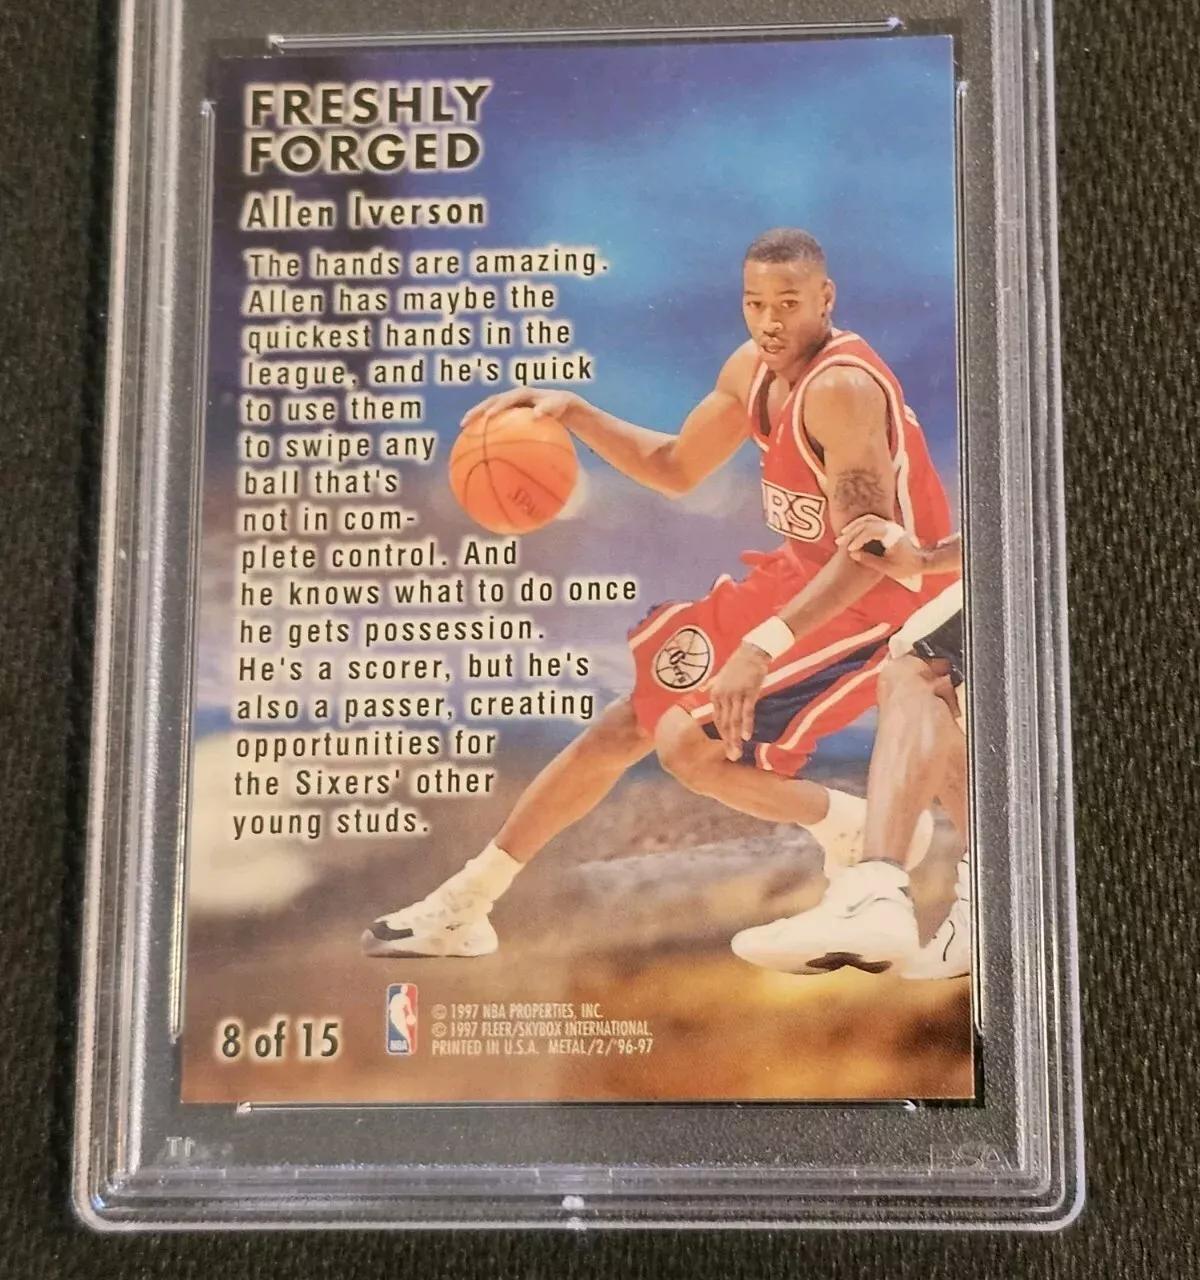 FRESHLY
FORGED
Allen Iverson
The hands are amazing.
Allen has maybe the
quickest hands in the
league, and he's quick
to use them
to swipe any
ball that's
not in com-
plete control. And
he knows what to do once
he gets possession.
He's a scorer, but he's
also a passer, creating
opportunities for
the Sixers' other
young studs.
RS
8 of 15
NBA
© 1997 NBA PROPERTIES, INC.
© 1997 FLEER/SKYBOX INTERNATIONAL.
PRINTED IN U.S.A. METAL/2/'96-97
PSA